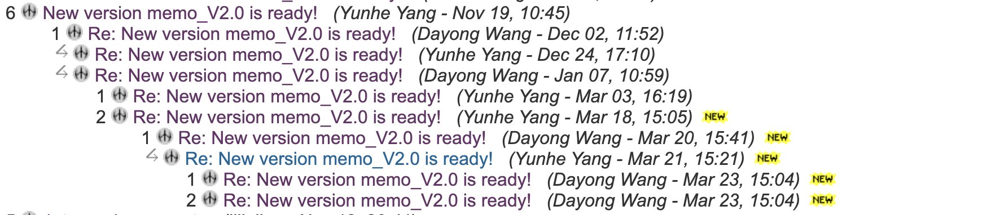 6 New version memo_V2.0 is ready! (Yunhe Yang - Nov 19, 10:45)
1 Re: New version memo_V2.0 is ready! (Dayong Wang - Dec 02, 11:52)
Re: New version memo_V2.0 is ready! (Yunhe Yang - Dec 24, 17:10)
Re: New version memo_V2.0 is ready! (Dayong Wang - Jan 07, 10:59)
1 Re: New version memo_V2.0 is ready! (Yunhe Yang - Mar 03, 16:19)
2 Re: New version memo_V2.0 is ready! (Yunhe Yang - Mar 18, 15:05) NEW
1 Re: New version memo_V2.0 is ready! (Dayong Wang - Mar 20, 15:41) NEW
Re: New version memo_V2.0 is ready! (Yunhe Yang - Mar 21, 15:21) NEW
1 Re: New version memo_V2.0 is ready! (Dayong Wang - Mar 23, 15:04) NEW
2 Re: New version memo_V2.0 is ready! (Dayong Wang - Mar 23, 15:04) NEW